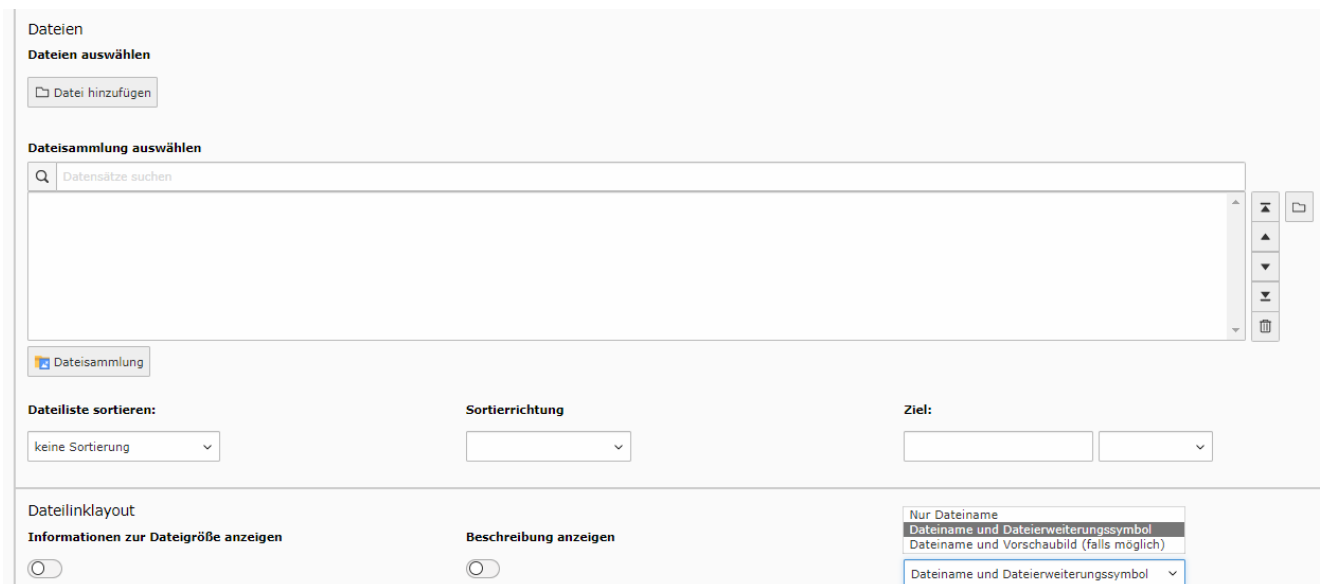 Dateien
Dateien auswählen
Datei hinzufügen
Dateisammlung auswählen
Datensätze suchen
Dateisammlung
Dateiliste sortieren: Sortierrichtung Ziel:
keine Sortierung
Dateilinklayout
Nur Dateiname
Dateiname und Dateierweiterungssymbol
Dateiname und Vorschaubild (falls möglich)
Informationen zur Dateigröße anzeigen Beschreibung anzeigen
Dateiname und Dateierweiterungssymbol